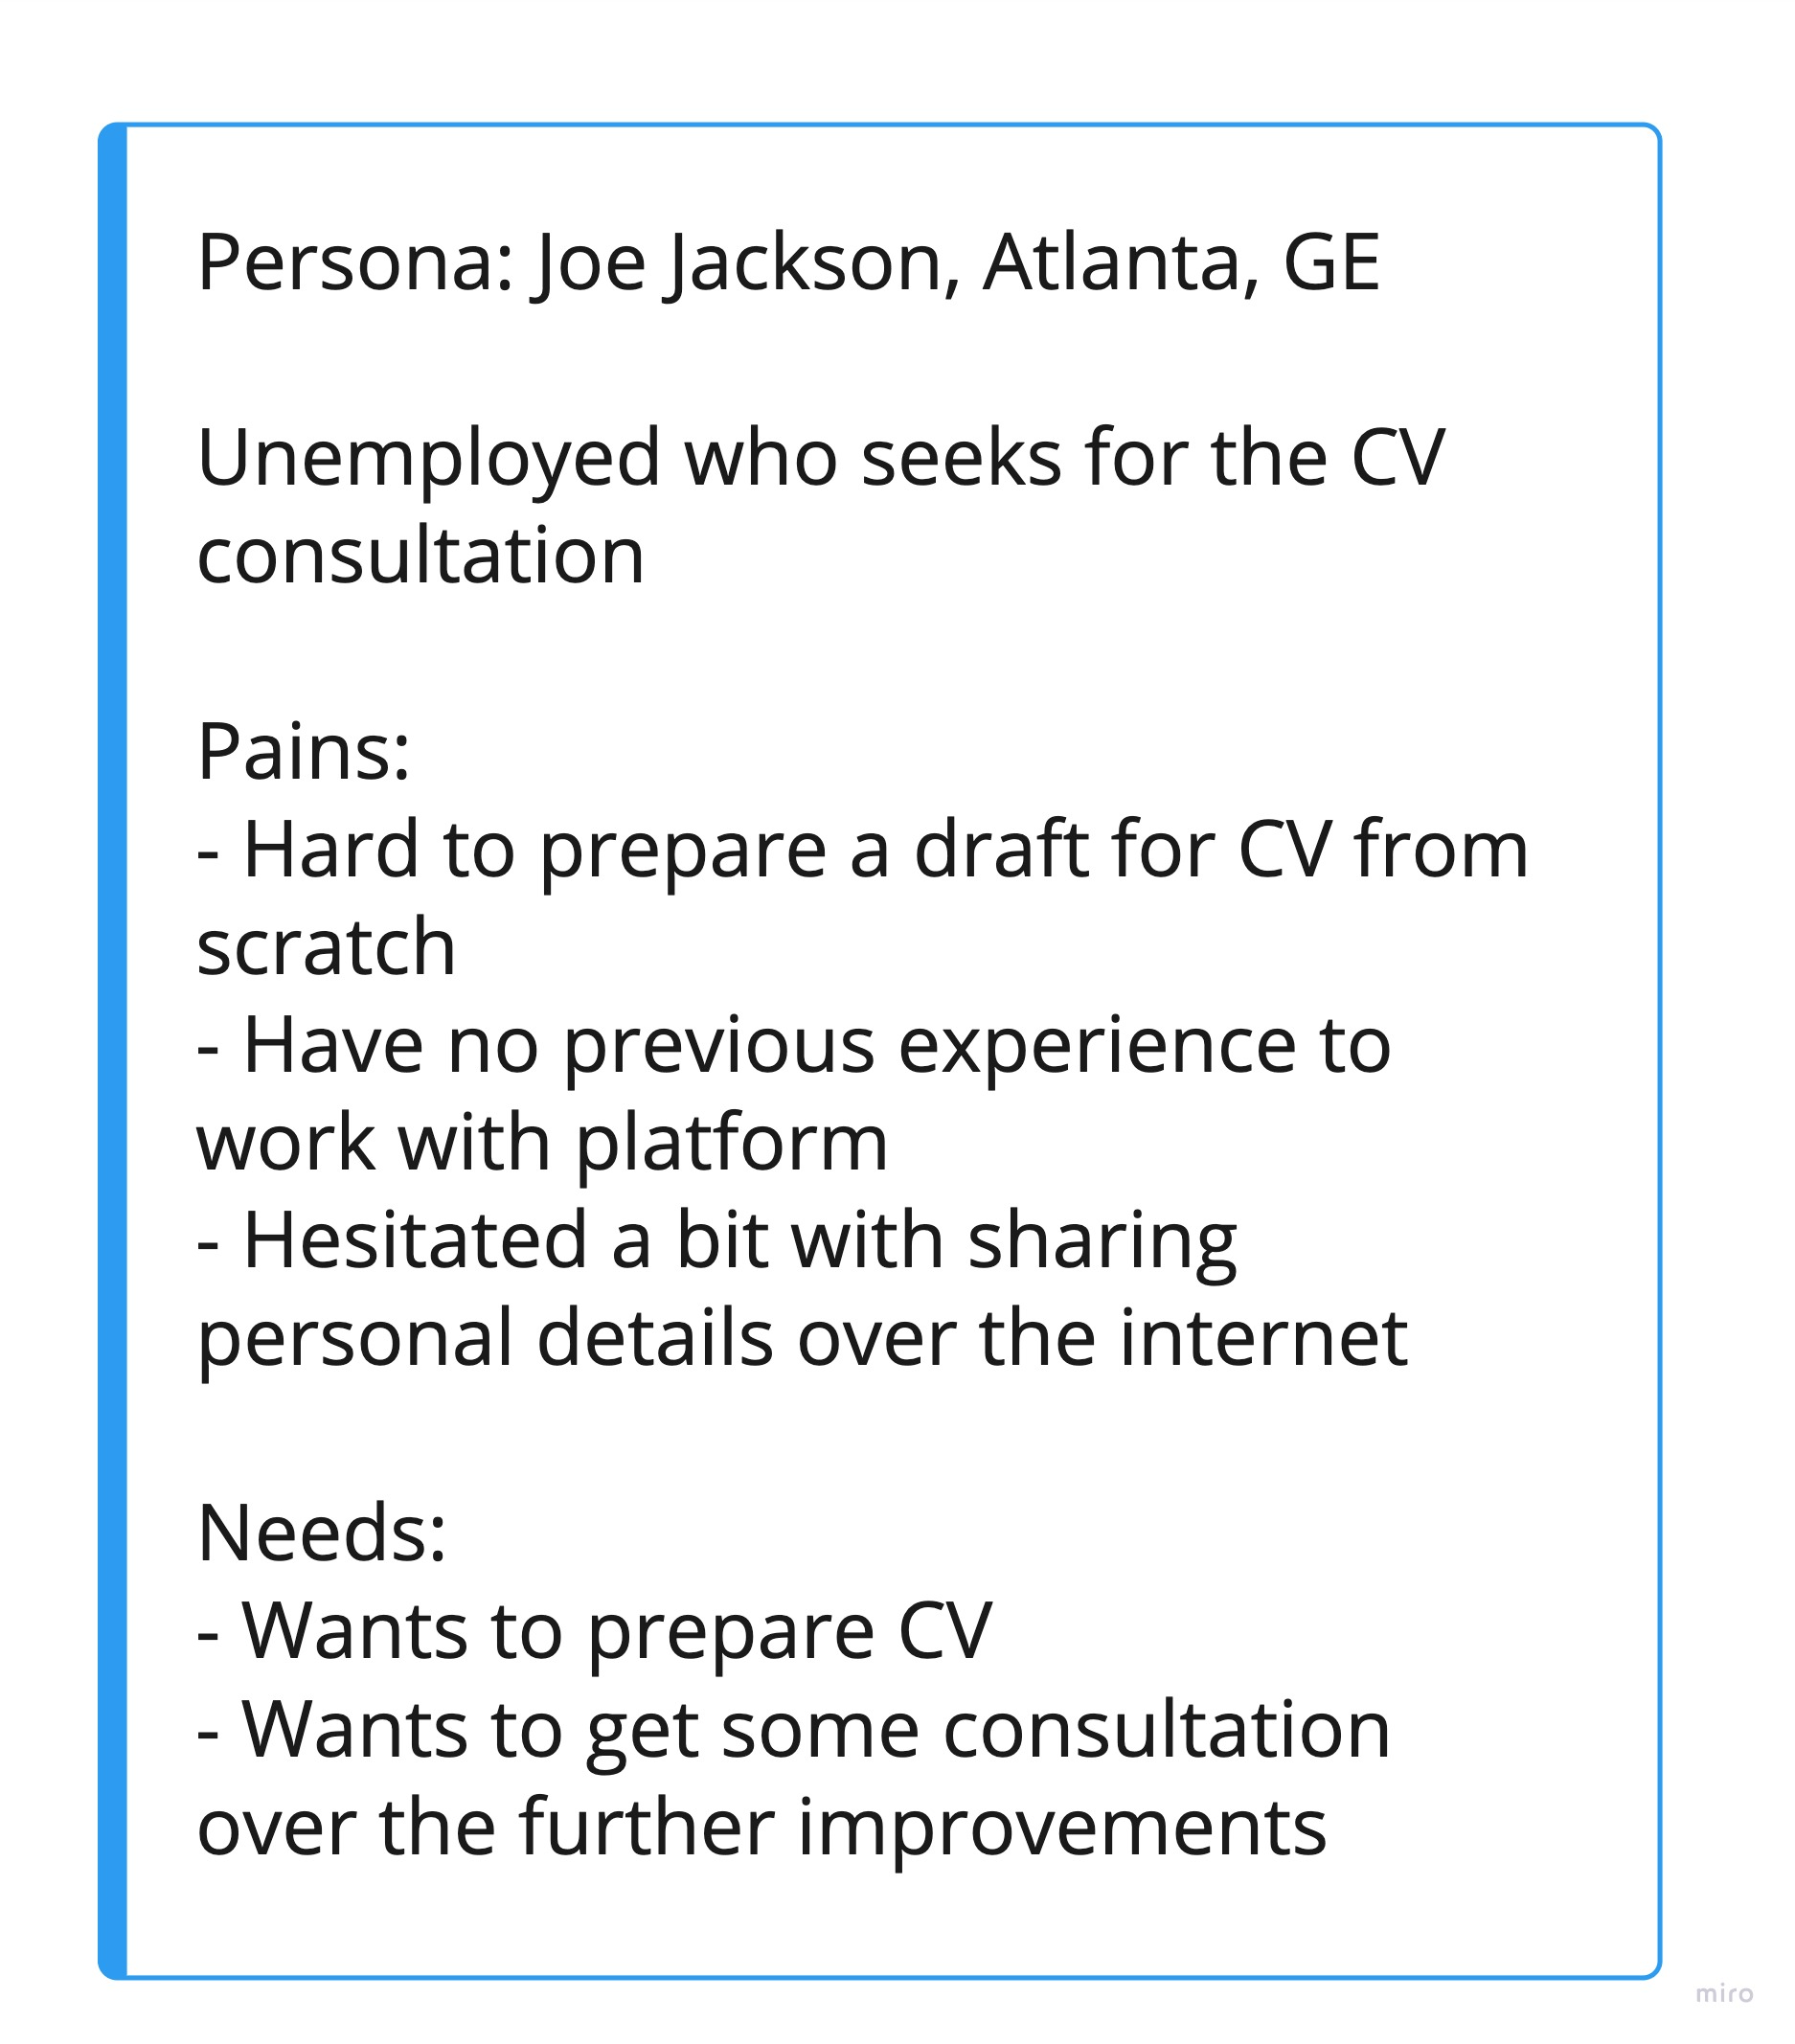 Persona: Joe Jackson, Atlanta, GE
Unemployed who seeks for the CV
consultation
Pains:
- Hard to prepare a draft for CV from
scratch
- Have no previous experience to
work with platform
- Hesitated a bit with sharing
personal details over the internet
Needs:
- Wants to prepare CV
- Wants to get some consultation
over the further improvements
miro